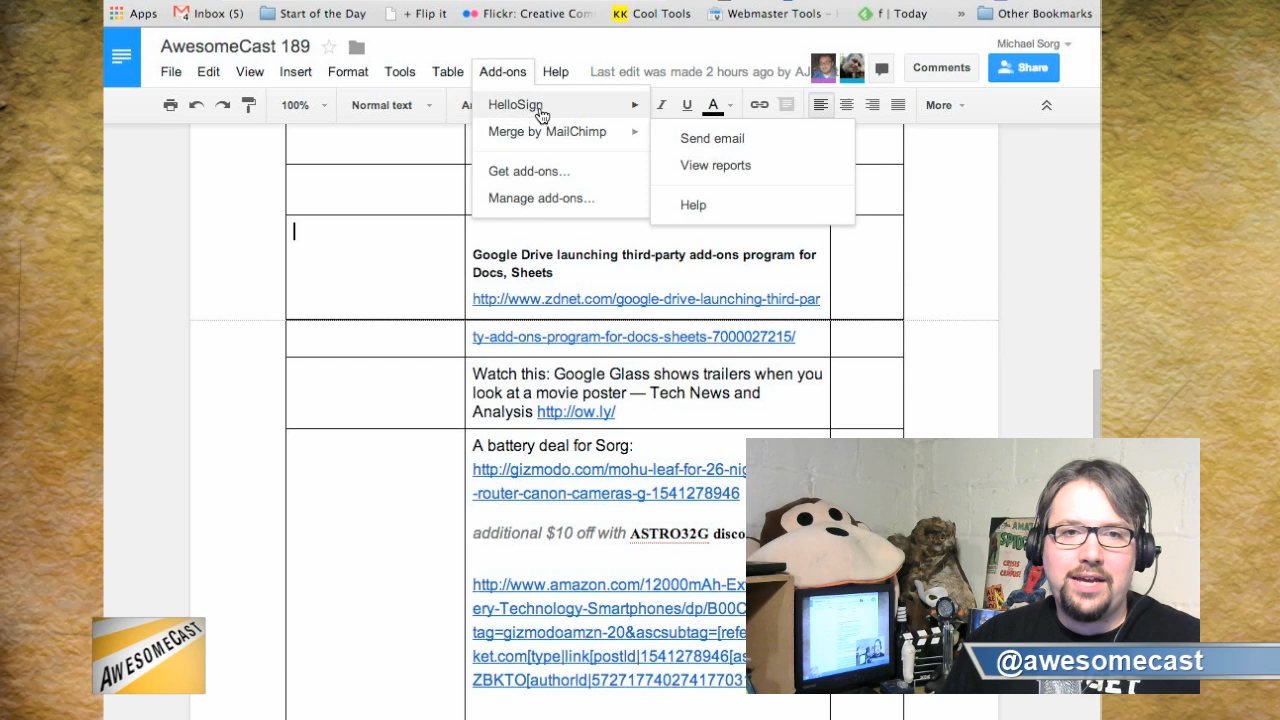 Apps
Inbox (5)
Start of the Day
+ Flip it
Flickr: Creative Com
KK Cool Tools
Webmaster Tools -
f | Today
»
Other Bookmarks
AwesomeCast 189
Michael Sorg
File Edit View Insert Format Tools Table Add-ons Help Last edit was made 2 hours ago by AJ
Comments
Share
100% Normal text
A
More
HelloSign
Merge by MailChimp
Get add-ons...
Manage add-ons...
Send email
View reports
Help
Google Drive launching third-party add-ons program for
Docs, Sheets
http://www.zdnet.com/google-drive-launching-third-par
ty-add-ons-program-for-docs-sheets-7000027215/
Watch this: Google Glass shows trailers when you
look at a movie poster — Tech News and
Analysis http://ow.ly/
A battery deal for Sorg:
http://gizmodo.com/mohu-leaf-for-26-nig
-router-canon-cameras-g-1541278946
additional $10 off with ASTRO32G disco
http://www.amazon.com/12000mAh-Ex
ery-Technology-Smartphones/dp/B00C
tag=gizmodoamzn-20&ascsubtag=[refe
ket.com[type|link[postId|1541278946[as
ZBKTO[authorId|572717740274177031
THE AMAZING
CRISIS
CAMPUS
AWESOMECAST
@awesomecast
GET